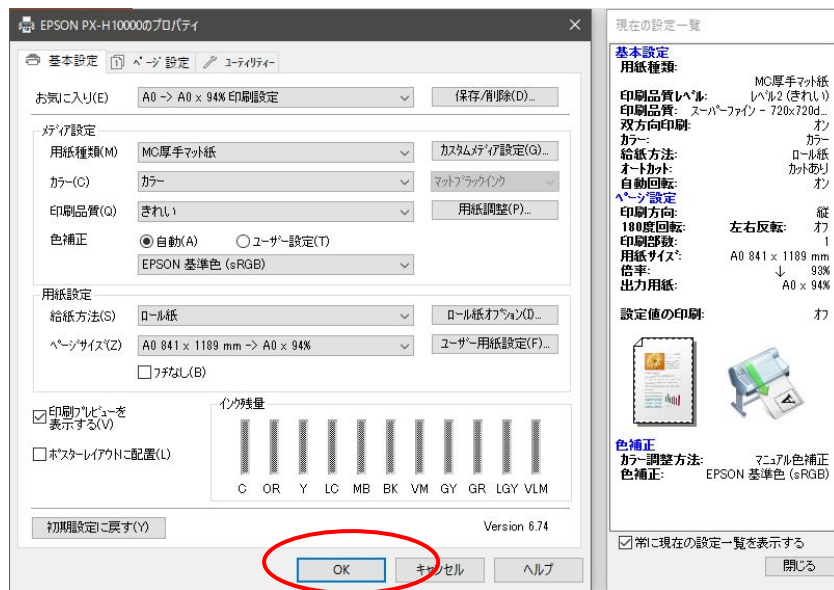 EPSON PX-H10000のプロパティ
基本設定 ページ設定 ユーティリティー
お気に入り(E) A0 -> A0 x 94% 印刷設定 保存/削除(D)...
メディア設定
用紙種類(M) MC厚手マット紙 カスタムメディア設定(G)...
カラー(C) カラー マットブラックインク
印刷品質(Q) きれい 用紙調整(P)...
色補正 自動(A) ユーザー設定(T)
EPSON 基準色 (sRGB)
用紙設定
給紙方法(S) ロール紙 ロール紙オプション(I)...
ページサイズ(Z) A0 841 x 1189 mm -> A0 x 94% ユーザー用紙設定(F)...
フチなし(B)
印刷プレビューを
表示する(V)
ポスターレイアウトに配置(L)
インク残量
C OR Y LC MB BK VM GY GR LGY VLM
初期設定に戻す(Y) Version 6.74
OK キャンセル ヘルプ
現在の設定一覧
基本設定
用紙種類:
MC厚手マット紙
印刷品質レベル: レベル2 (きれい)
印刷品質: スーパーファイン - 720x720d...
双方向印刷: オン
カラー: カラー
給紙方法: ロール紙
オートカット: カットあり
自動回転: オン
ページ設定
印刷方向: 縦
180度回転: 左右反転: オフ
印刷部数: 1
用紙サイズ: A0 841 x 1189 mm
倍率: ↓ 93%
出力用紙: A0 x 94%
設定値の印刷: オフ
色補正
カラー調整方法: マニュアル色補正
色補正: EPSON 基準色 (sRGB)
常に現在の設定一覧を表示する
閉じる